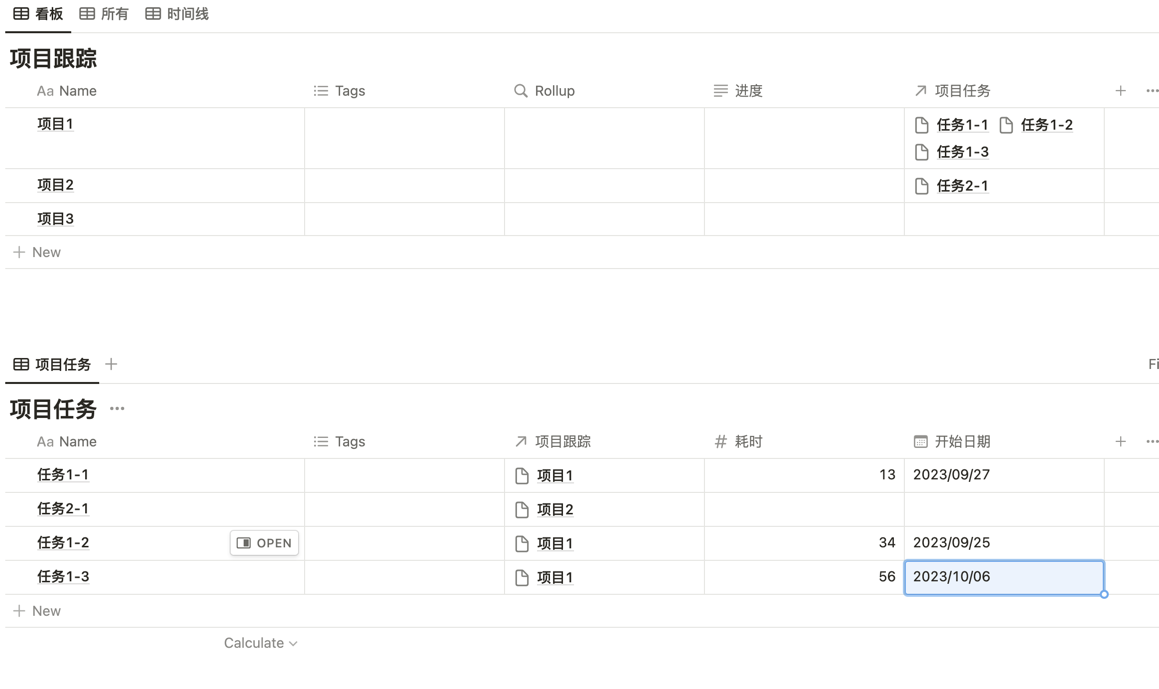 看板 所有 时间线
项目跟踪
Aa Name Tags Rollup 进度 项目任务
项目1 任务1-1 任务1-2
任务1-3
项目2 任务2-1
项目3
New
项目任务 Fi
项目任务
Aa Name Tags 项目跟踪 # 耗时 开始日期
任务1-1 项目1 13 2023/09/27
任务2-1 项目2
任务1-2 OPEN 项目1 34 2023/09/25
任务1-3 项目1 56 2023/10/06
New
Calculate